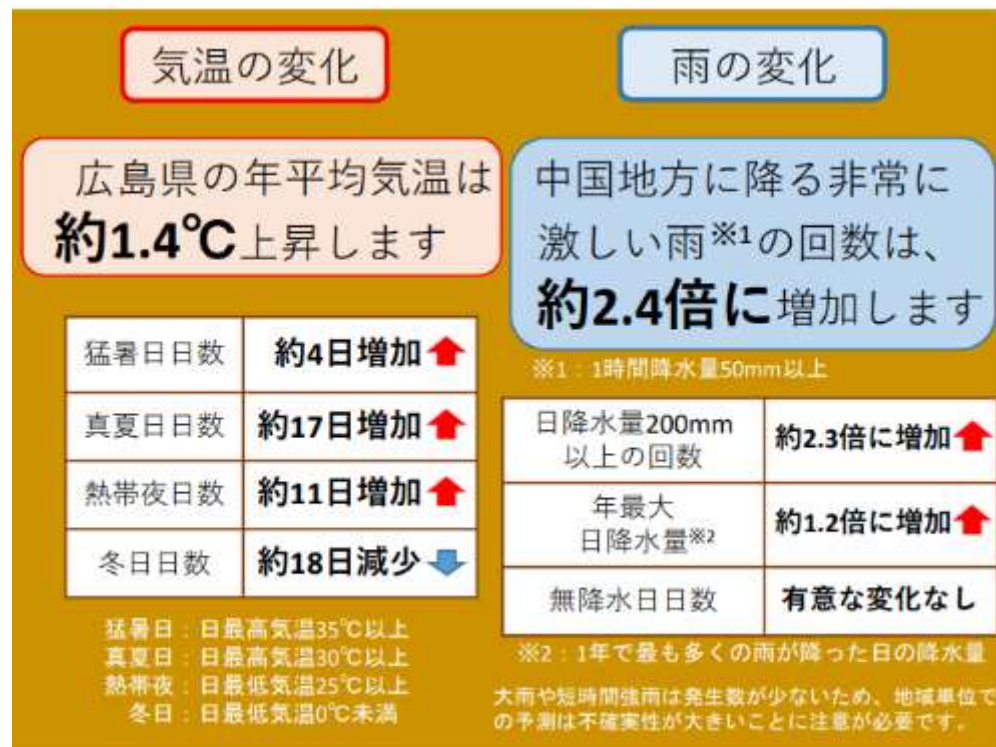 気温の変化
広島県の年平均気温は
約1.4℃上昇します
猛暑日日数 約4日増加
真夏日日数 約17日増加
熱帯夜日数 約11日増加
冬日日数 約18日減少
猛暑日：日最高気温35℃以上
真夏日：日最高気温30℃以上
熱帯夜：日最低気温25℃以上
冬日：日最低気温0℃未満
雨の変化
中国地方に降る非常に
激しい雨※1の回数は、
約2.4倍に増加します
※1：1時間降水量50mm以上
日降水量200mm
以上の回数
約2.3倍に増加
年最大
日降水量※2
約1.2倍に増加
無降水日日数 有意な変化なし
※2：1年で最も多くの雨が降った日の降水量
大雨や短時間強雨は発生数が少ないため、地域単位で
の予測は不確実性が大きいことに注意が必要です。